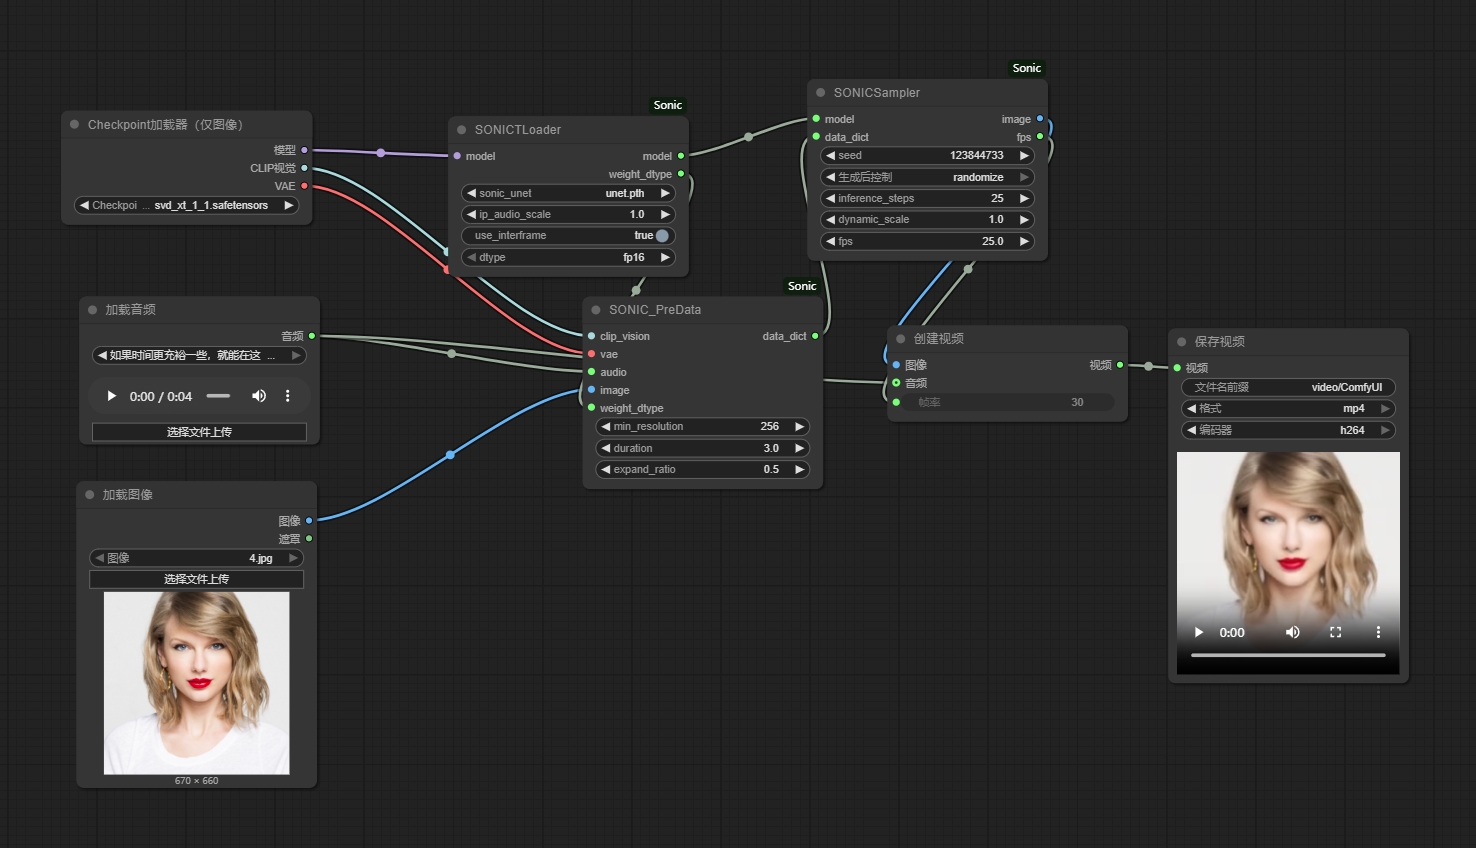 Checkpoint加载器（仅图像）
模型
CLIP视觉
VAE
Checkpoi ... svd_xt_1_1.safetensors
加载音频
音频
如果时间更充裕一些，就能在这 ...
0:00 / 0:04
选择文件上传
加载图像
图像
遮罩
图像 4.jpg
选择文件上传
670 × 660
Sonic
SONICTLoader
model model
weight_dtype
sonic_unet unet.pth
ip_audio_scale 1.0
use_interframe true
dtype fp16
Sonic
SONIC_PreData
clip_vision data_dict
vae
audio
image
weight_dtype
min_resolution 256
duration 3.0
expand_ratio 0.5
Sonic
SONICSampler
model image
data_dict fps
seed 123844733
生成后控制 randomize
inference_steps 25
dynamic_scale 1.0
fps 25.0
创建视频
图像 视频
音频
帧率 30
保存视频
视频
文件名前缀 video/ComfyUI
格式 mp4
编码器 h264
0:00